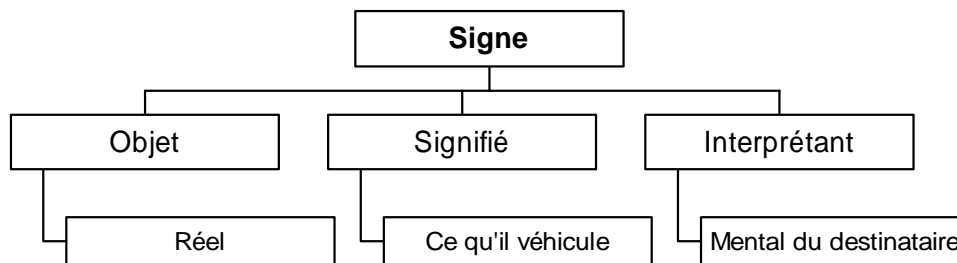 Signe
Objet
Signifié
Interprétant
Réel
Ce qu'il véhicule
Mental du destinataire